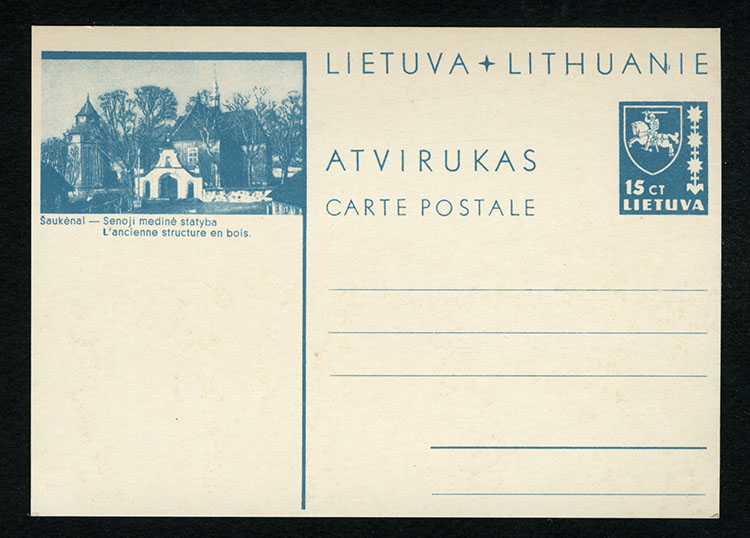 LIETUVA + LITHUANIE
ATVIRUKAS
CARTE POSTALE
15 CT
LIETUVA
Šaukėnai — Senoji medinė statyba
L'ancienne structure en bois.